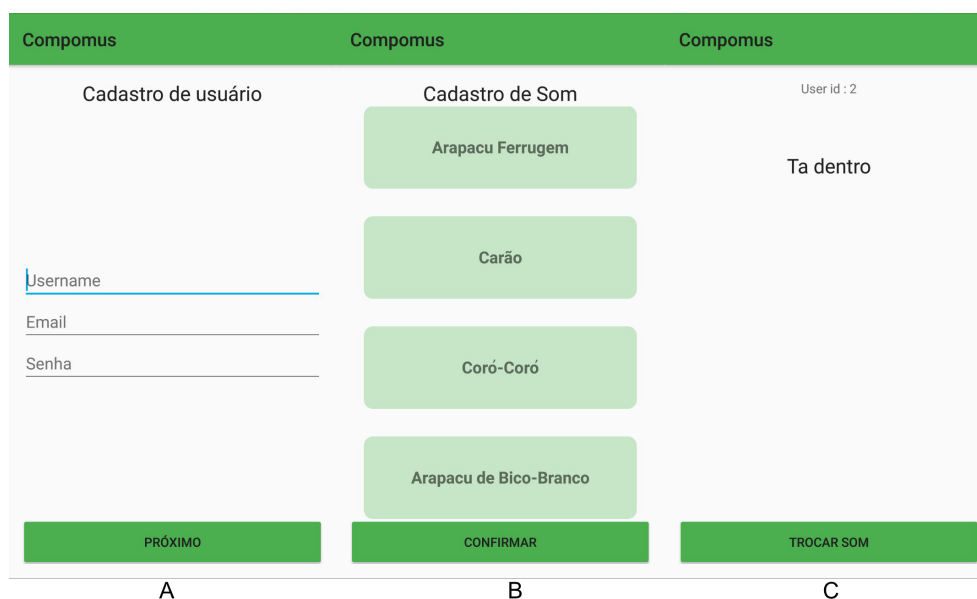 Compomus
Cadastro de usuário
Username
Email
Senha
PRÓXIMO
A
Compomus
Cadastro de Som
Arapacu Ferrugem
Carão
Coró-Coró
Arapacu de Bico-Branco
CONFIRMAR
B
Compomus
User id : 2
Ta dentro
TROCAR SOM
C